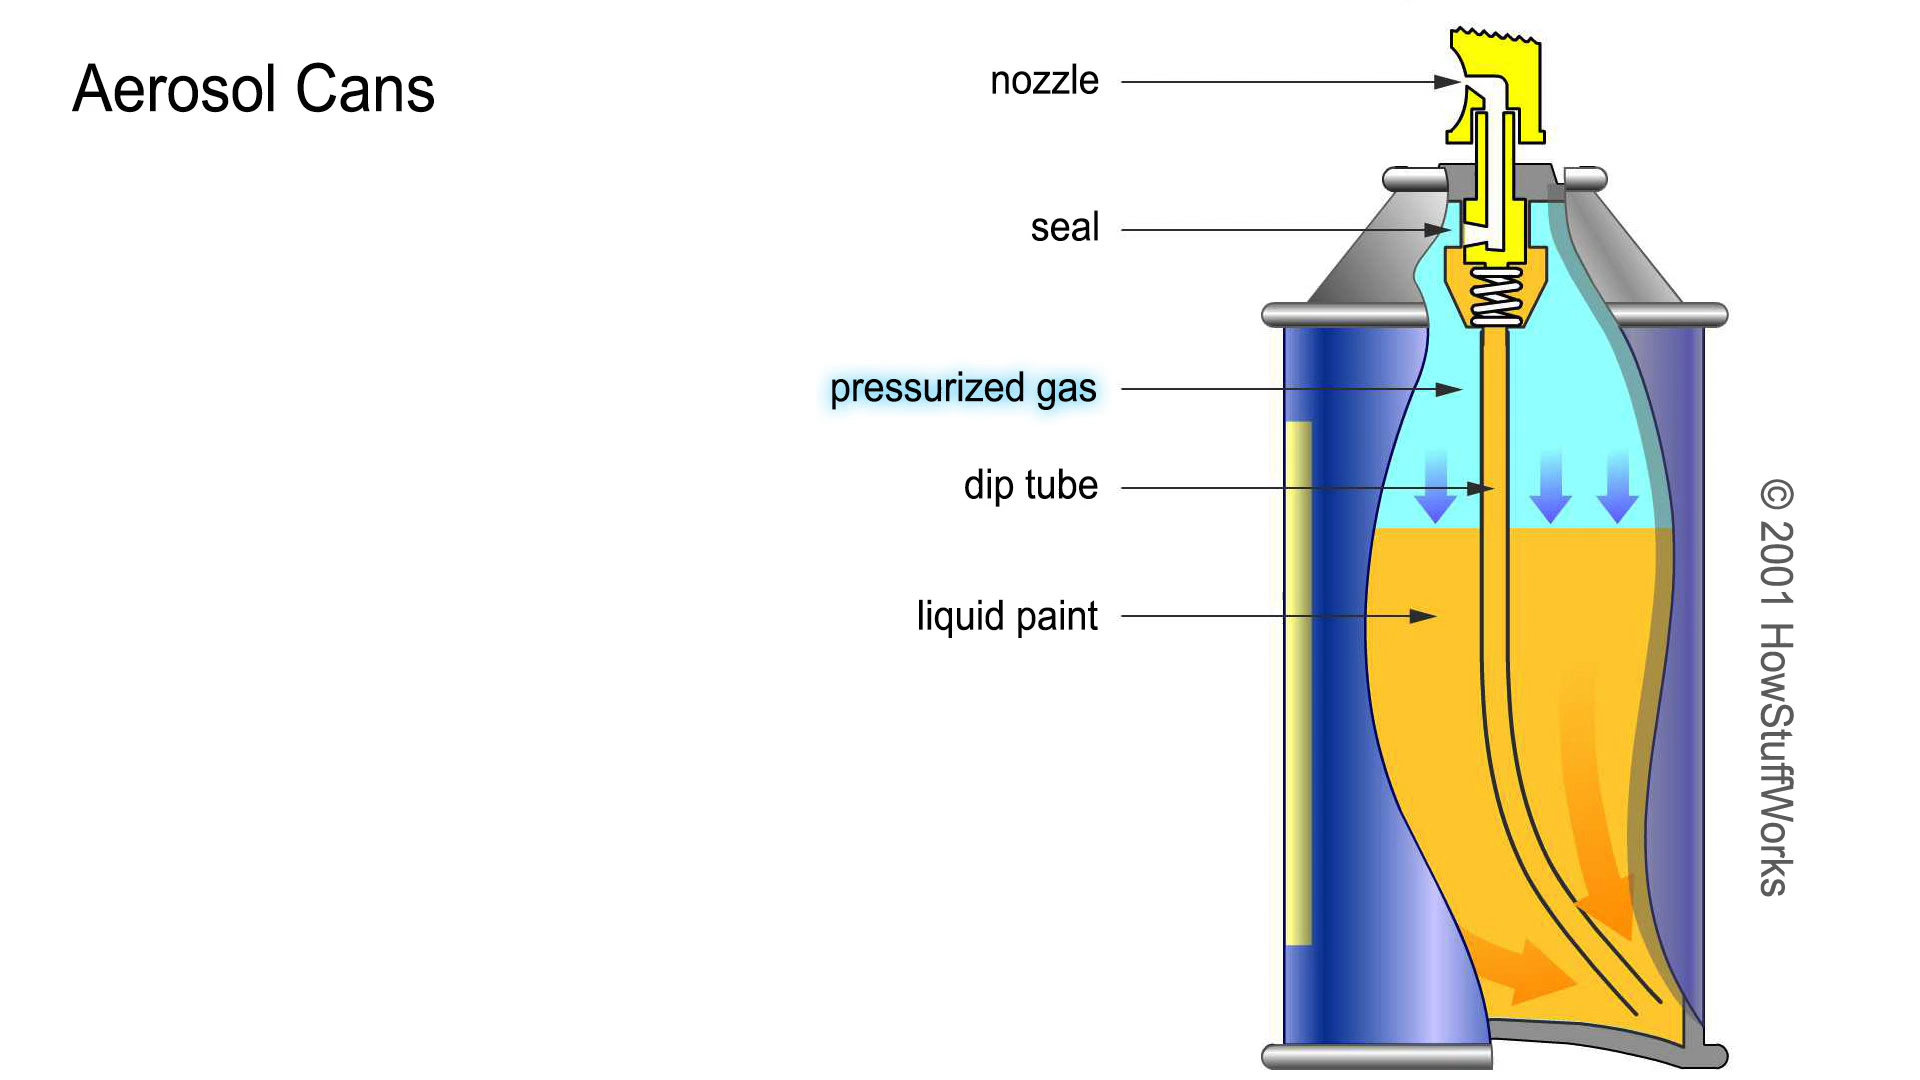 Aerosol Cans
nozzle
seal
pressurized gas
dip tube
liquid paint
© 2001 HowStuffWorks